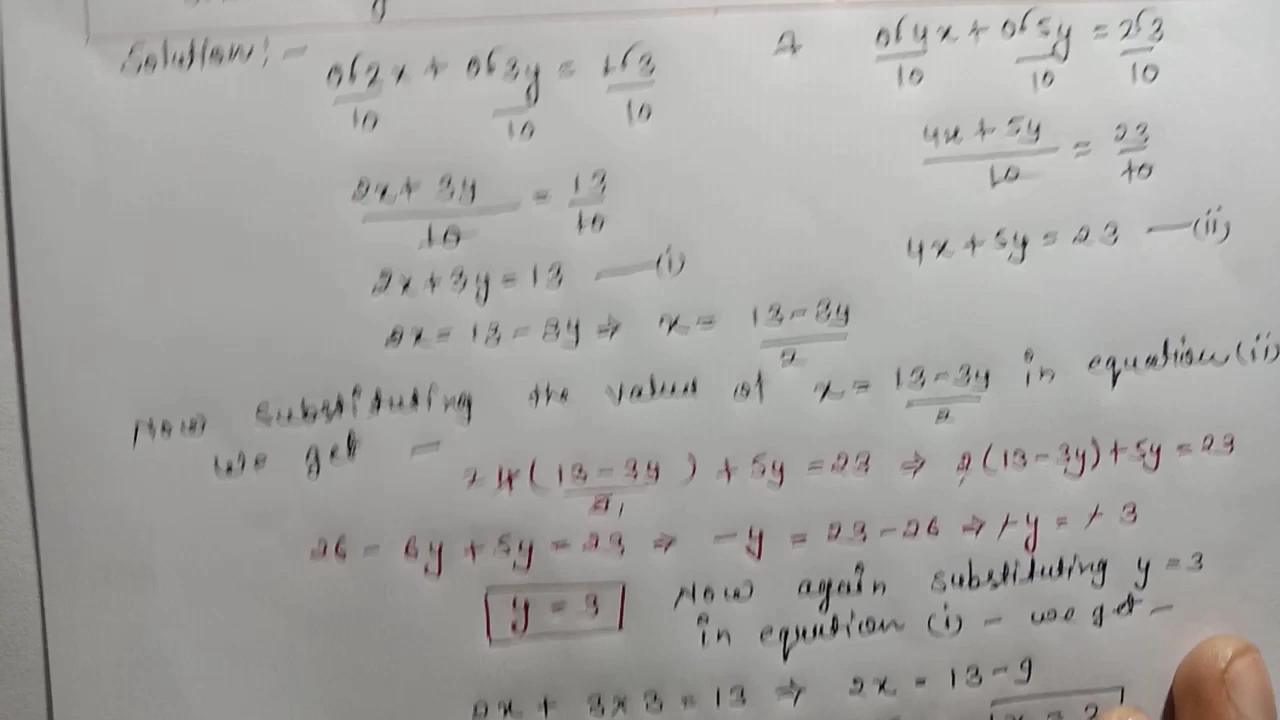 Solution:-
0.2x/10 + 0.3y/10 = 1.3/10
2x + 3y/10 = 13/10
2x + 3y = 13 —(i)
2x = 13 - 3y ⇒ x = 13-3y/2
0.4x/10 + 0.5y/10 = 2.3/10
4x + 5y/10 = 23/10
4x + 5y = 23 —(ii)
Now substituting the value of x = 13-3y/2 in equation (ii)
we get -
2 4(13-3y/2 1) + 5y = 23 ⇒ 2(13-3y)+5y = 23
26 - 6y + 5y = 23 ⇒ -y = 23-26 ⇒ -y = -3
y = 3
Now again substituting y = 3
in equation (i) - we get -
2x + 3×3 = 13 ⇒ 2x = 13-9
x = 2